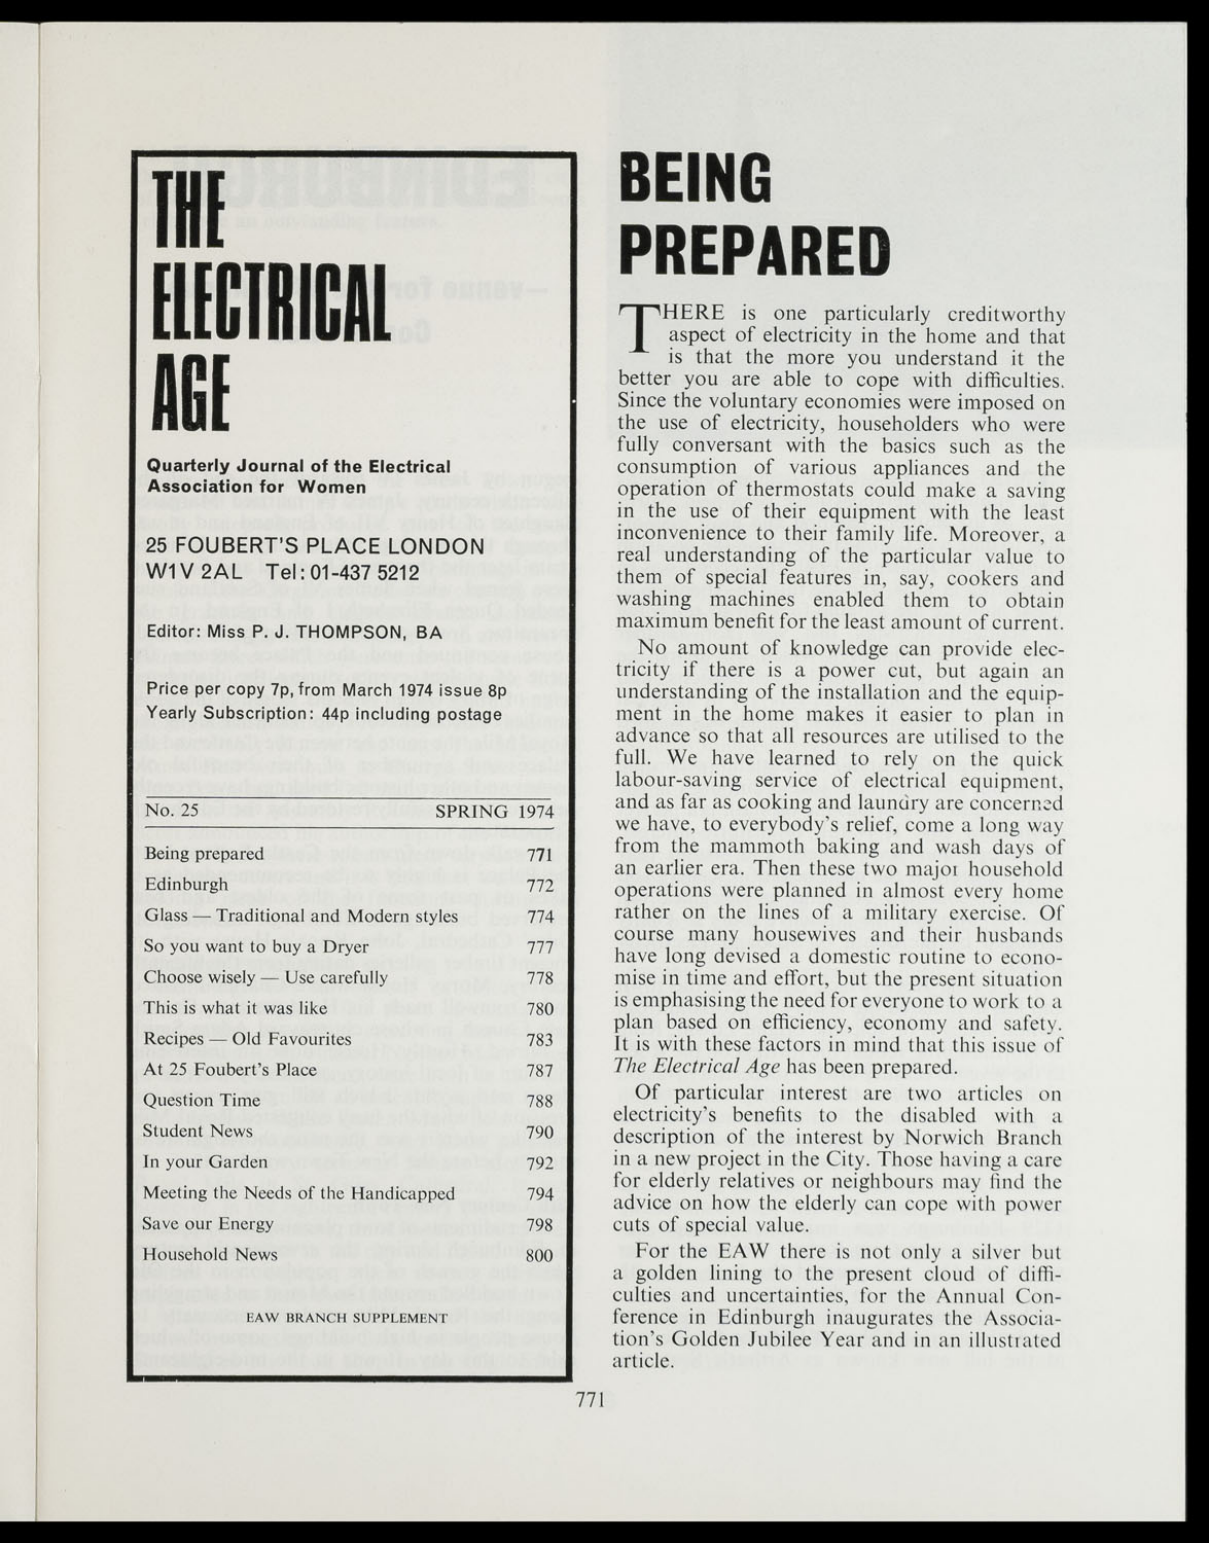 THE
ELECTRICAL
AGE
Quarterly Journal of the Electrical
Association for Women
25 FOUBERT'S PLACE LONDON
W1V 2AL Tel: 01-437 5212
Editor: Miss P. J. THOMPSON, BA
Price per copy 7p, from March 1974 issue 8p
Yearly Subscription: 44p including postage
No. 25 SPRING 1974
Being prepared 771
Edinburgh 772
Glass — Traditional and Modern styles 774
So you want to buy a Dryer 777
Choose wisely — Use carefully 778
This is what it was like 780
Recipes — Old Favourites 783
At 25 Foubert's Place 787
Question Time 788
Student News 790
In your Garden 792
Meeting the Needs of the Handicapped 794
Save our Energy 798
Household News 800
EAW BRANCH SUPPLEMENT
BEING
PREPARED
THERE is one particularly creditworthy
aspect of electricity in the home and that
is that the more you understand it the
better you are able to cope with difficulties.
Since the voluntary economies were imposed on
the use of electricity, householders who were
fully conversant with the basics such as the
consumption of various appliances and the
operation of thermostats could make a saving
in the use of their equipment with the least
inconvenience to their family life. Moreover, a
real understanding of the particular value to
them of special features in, say, cookers and
washing machines enabled them to obtain
maximum benefit for the least amount of current.
No amount of knowledge can provide elec-
tricity if there is a power cut, but again an
understanding of the installation and the equip-
ment in the home makes it easier to plan in
advance so that all resources are utilised to the
full. We have learned to rely on the quick
labour-saving service of electrical equipment,
and as far as cooking and laundry are concerned
we have, to everybody's relief, come a long way
from the mammoth baking and wash days of
an earlier era. Then these two major household
operations were planned in almost every home
rather on the lines of a military exercise. Of
course many housewives and their husbands
have long devised a domestic routine to econo-
mise in time and effort, but the present situation
is emphasising the need for everyone to work to a
plan based on efficiency, economy and safety.
It is with these factors in mind that this issue of
The Electrical Age has been prepared.
Of particular interest are two articles on
electricity's benefits to the disabled with a
description of the interest by Norwich Branch
in a new project in the City. Those having a care
for elderly relatives or neighbours may find the
advice on how the elderly can cope with power
cuts of special value.
For the EAW there is not only a silver but
a golden lining to the present cloud of diffi-
culties and uncertainties, for the Annual Con-
ference in Edinburgh inaugurates the Associa-
tion's Golden Jubilee Year and in an illustrated
article.
771